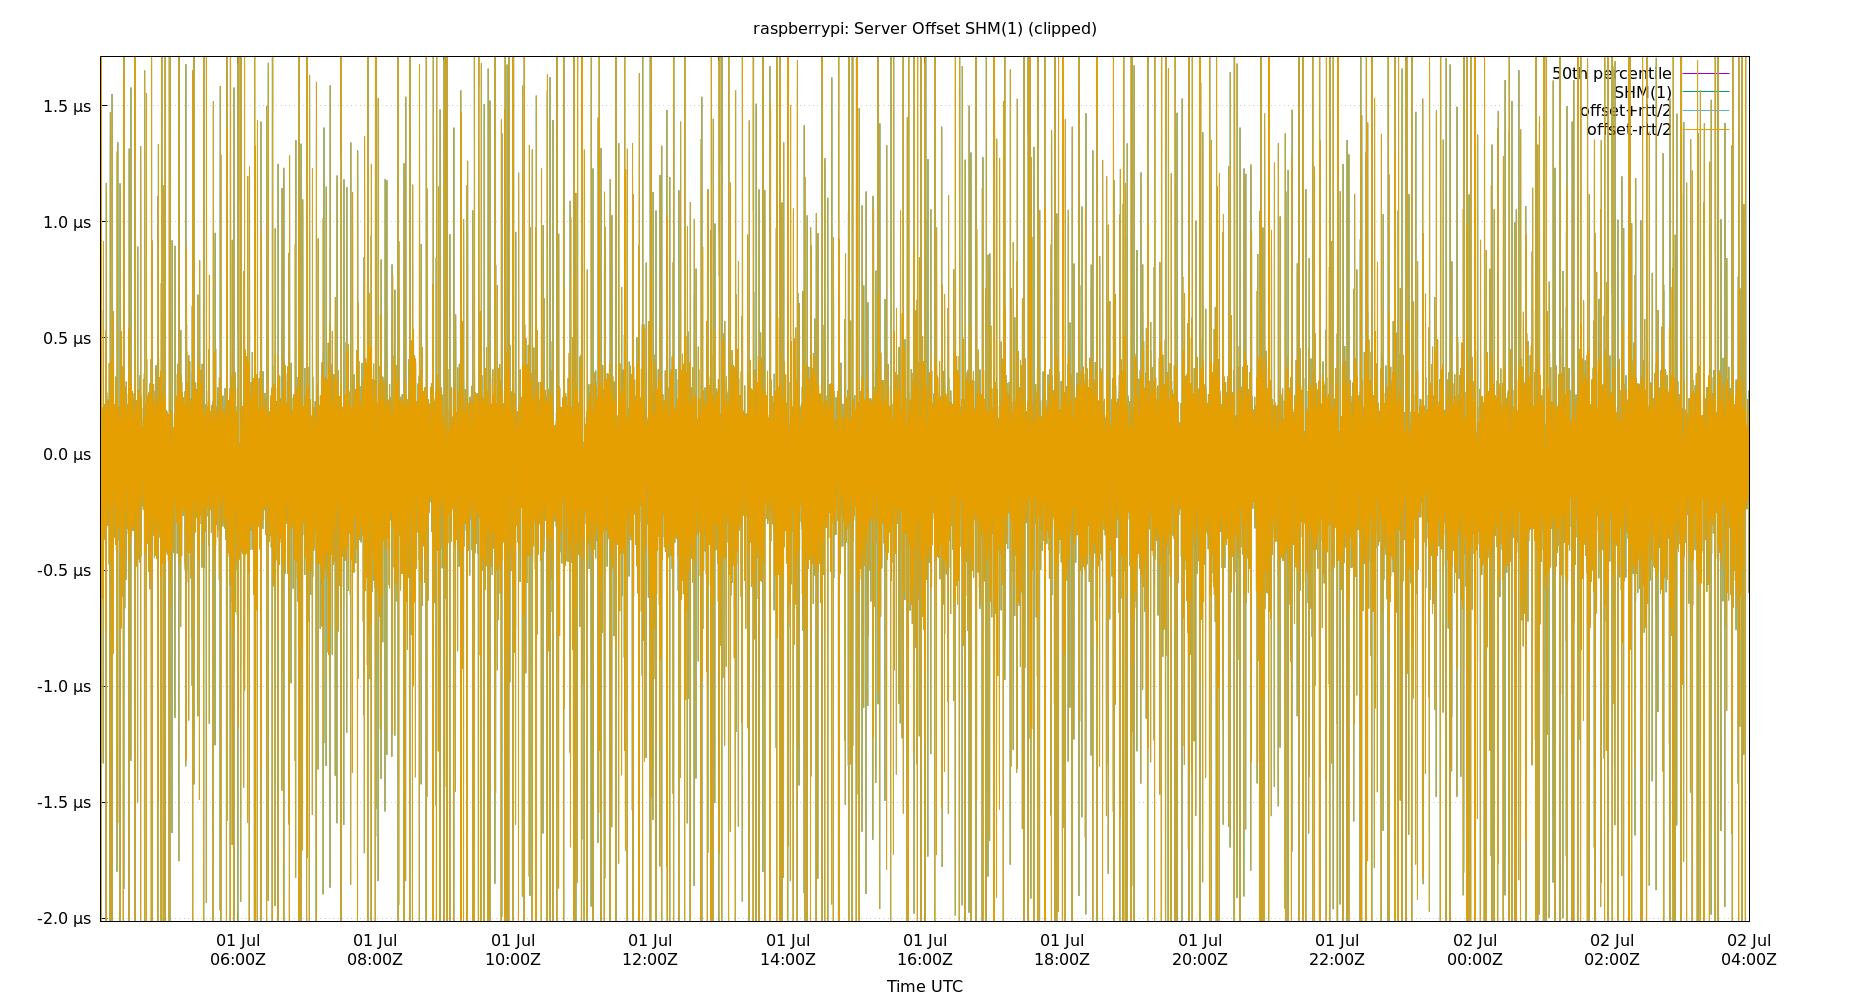 raspberrypi: Server Offset SHM(1) (clipped)
50th percentile
SHM(1)
offset+rtt/2
offset-rtt/2
1.5 µs
1.0 µs
0.5 µs
0.0 µs
-0.5 µs
-1.0 µs
-1.5 µs
-2.0 µs
01 Jul 01 Jul 01 Jul 01 Jul 01 Jul 01 Jul 01 Jul 01 Jul 01 Jul 02 Jul 02 Jul 02 Jul
06:00Z 08:00Z 10:00Z 12:00Z 14:00Z 16:00Z 18:00Z 20:00Z 22:00Z 00:00Z 02:00Z 04:00Z
Time UTC